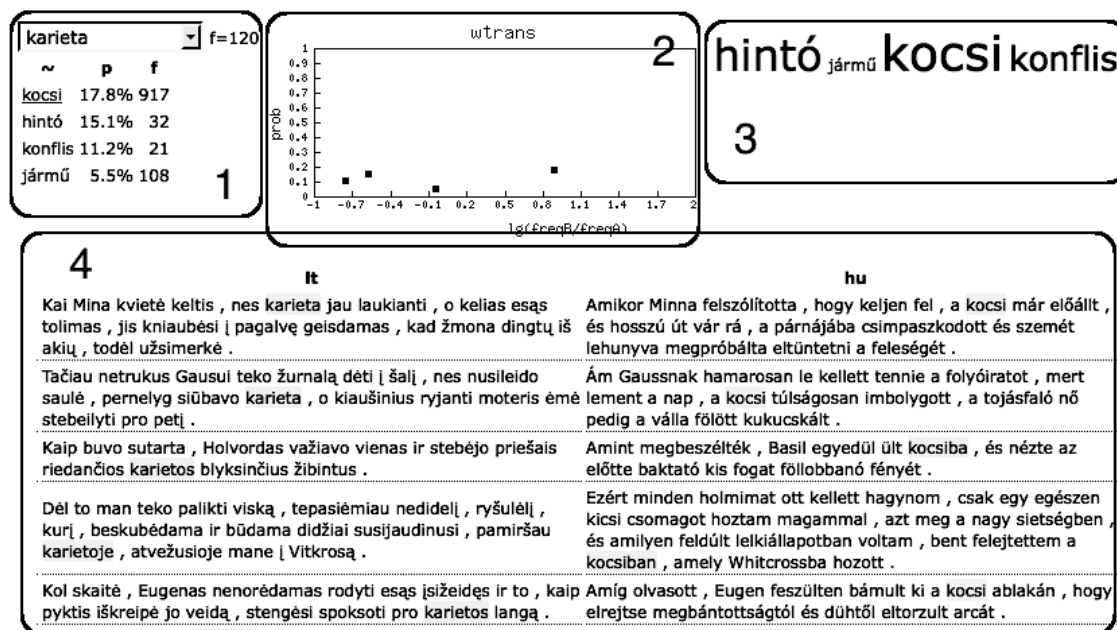 karieta f=120
~ p f
kocsi 17.8% 917
hintó 15.1% 32
konflis 11.2% 21
jármű 5.5% 108
1
wtrans
2
prob
1
0.9
0.8
0.7
0.6
0.5
0.4
0.3
0.2
0.1
0
-1 -0.7 -0.4 -0.1 0.2 0.5 0.8 1.1 1.4 1.7 2
lg(freqB/freqA)
hintó jármű kocsi konflis
3
4
lt
Kai Mina kvietė keltis , nes karieta jau laukianti , o kelias esąs
tolimas , jis kniaubėsi į pagalvę geisdamas , kad žmona dingtų iš
akių , todėl užsimerkė .
Tačiau netrukus Gausui teko žurnalą dėti į šalį , nes nusileido
saulė , pernelyg siūbavo karieta , o kiaušinius ryjanti moteris ėmė
stebeilyti pro petį .
Kaip buvo sutarta , Holvordas važiavo vienas ir stebėjo priešais
riedančios karietos blyksinčius žibintus .
Dėl to man teko palikti viską , tepasiėmiau nedidelį , ryšulėlį ,
kurį , beskubėdama ir būdama didžiai susijaudinusi , pamiršau
karietoje , atvežusioje mane į Vitkrosą .
Kol skaitė , Eugenas nenorėdamas rodyti esąs įsižeidęs ir to , kaip
pyktis iškreipė jo veidą , stengėsi spoksoti pro karietos langą .
hu
Amikor Minna felszólította , hogy keljen fel , a kocsi már előállt ,
és hosszú út vár rá , a párnájába csimpaszkodott és szemét
lehunyva megpróbálta eltüntetni a feleségét .
Ám Gaussnak hamarosan le kellett tennie a folyóiratot , mert
lement a nap , a kocsi túlságosan imbolygott , a tojásfaló nő
pedig a válla fölött kukucskált .
Amint megbeszélték , Basil egyedül ült kocsiba , és nézte az
előtte baktató kis fogat föllobbanó fényét .
Ezért minden holmimat ott kellett hagynom , csak egy egészen
kicsi csomagot hoztam magammal , azt meg a nagy sietségben ,
és amilyen feldúlt lelkiállapotban voltam , bent felejtettem a
kocsiban , amely Whitcrossba hozott .
Amíg olvasott , Eugen feszülten bámult ki a kocsi ablakán , hogy
elrejtse megbántottságtól és dühtől eltorzult arcát .